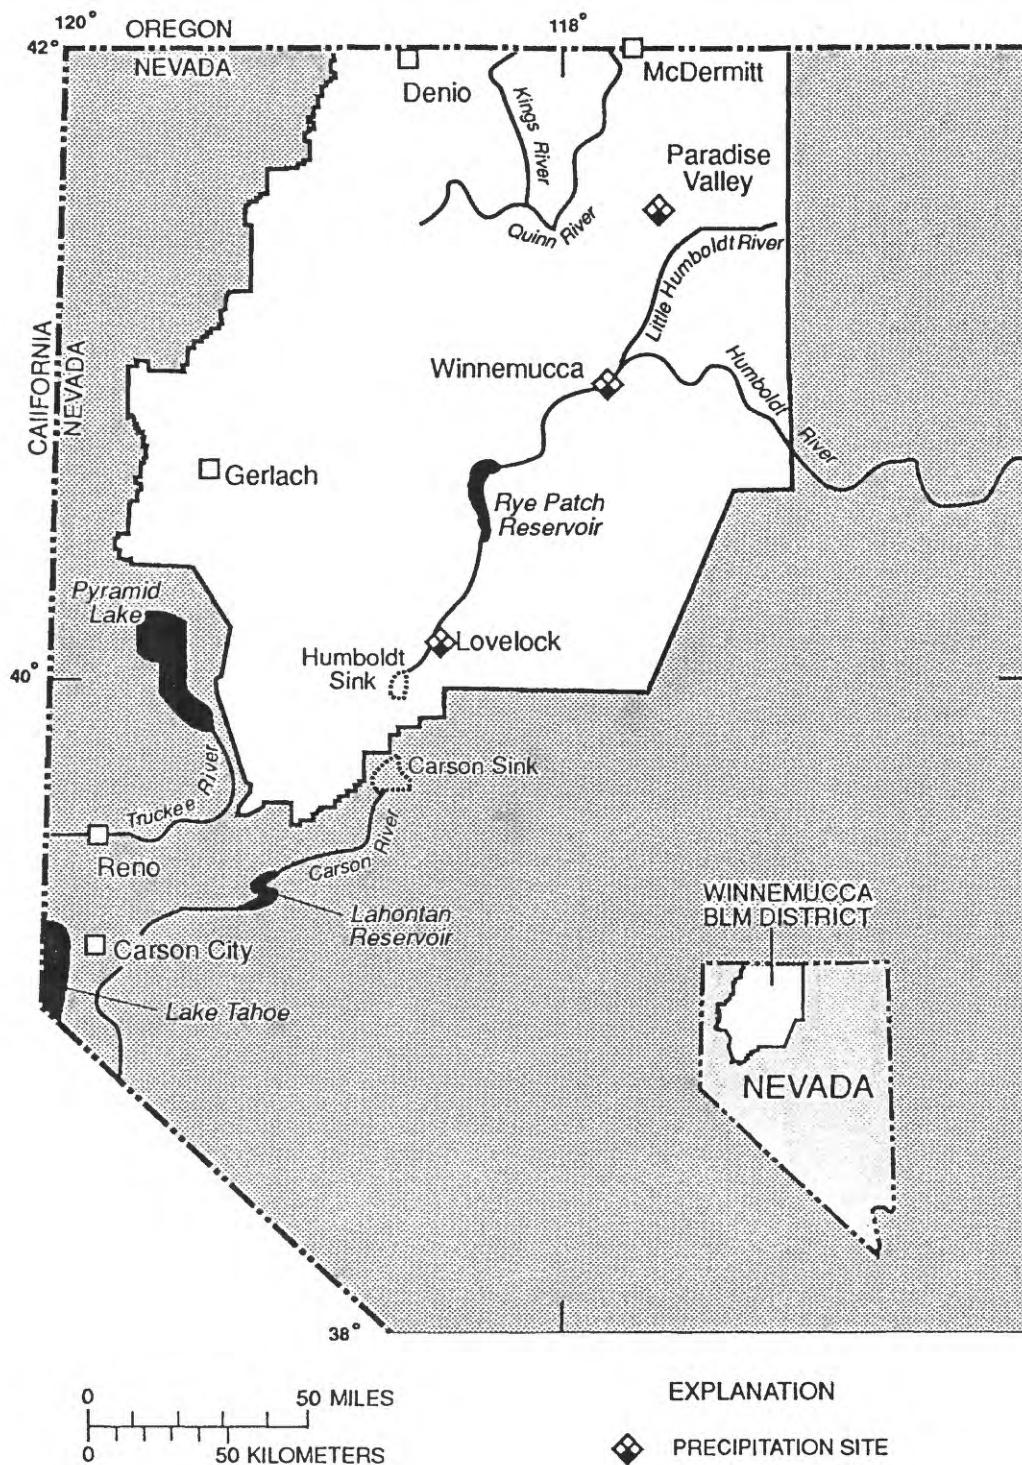 120°
118°
42°
OREGON
NEVADA
McDermitt
Denio
Kings River
Paradise
Valley
Quinn River
Little Humboldt River
CAlIFORNIA
NEVADA
Winnemucca
Humboldt River
Gerlach
Rye Patch
Reservoir
Pyramid
Lake
Lovelock
Humboldt
Sink
40°
Carson Sink
Truckee River
Carson River
Reno
Lahontan
Reservoir
WINNEMUCCA
BLM DISTRICT
Carson City
Lake Tahoe
NEVADA
38°
0 50 MILES
0 50 KILOMETERS
EXPLANATION
PRECIPITATION SITE